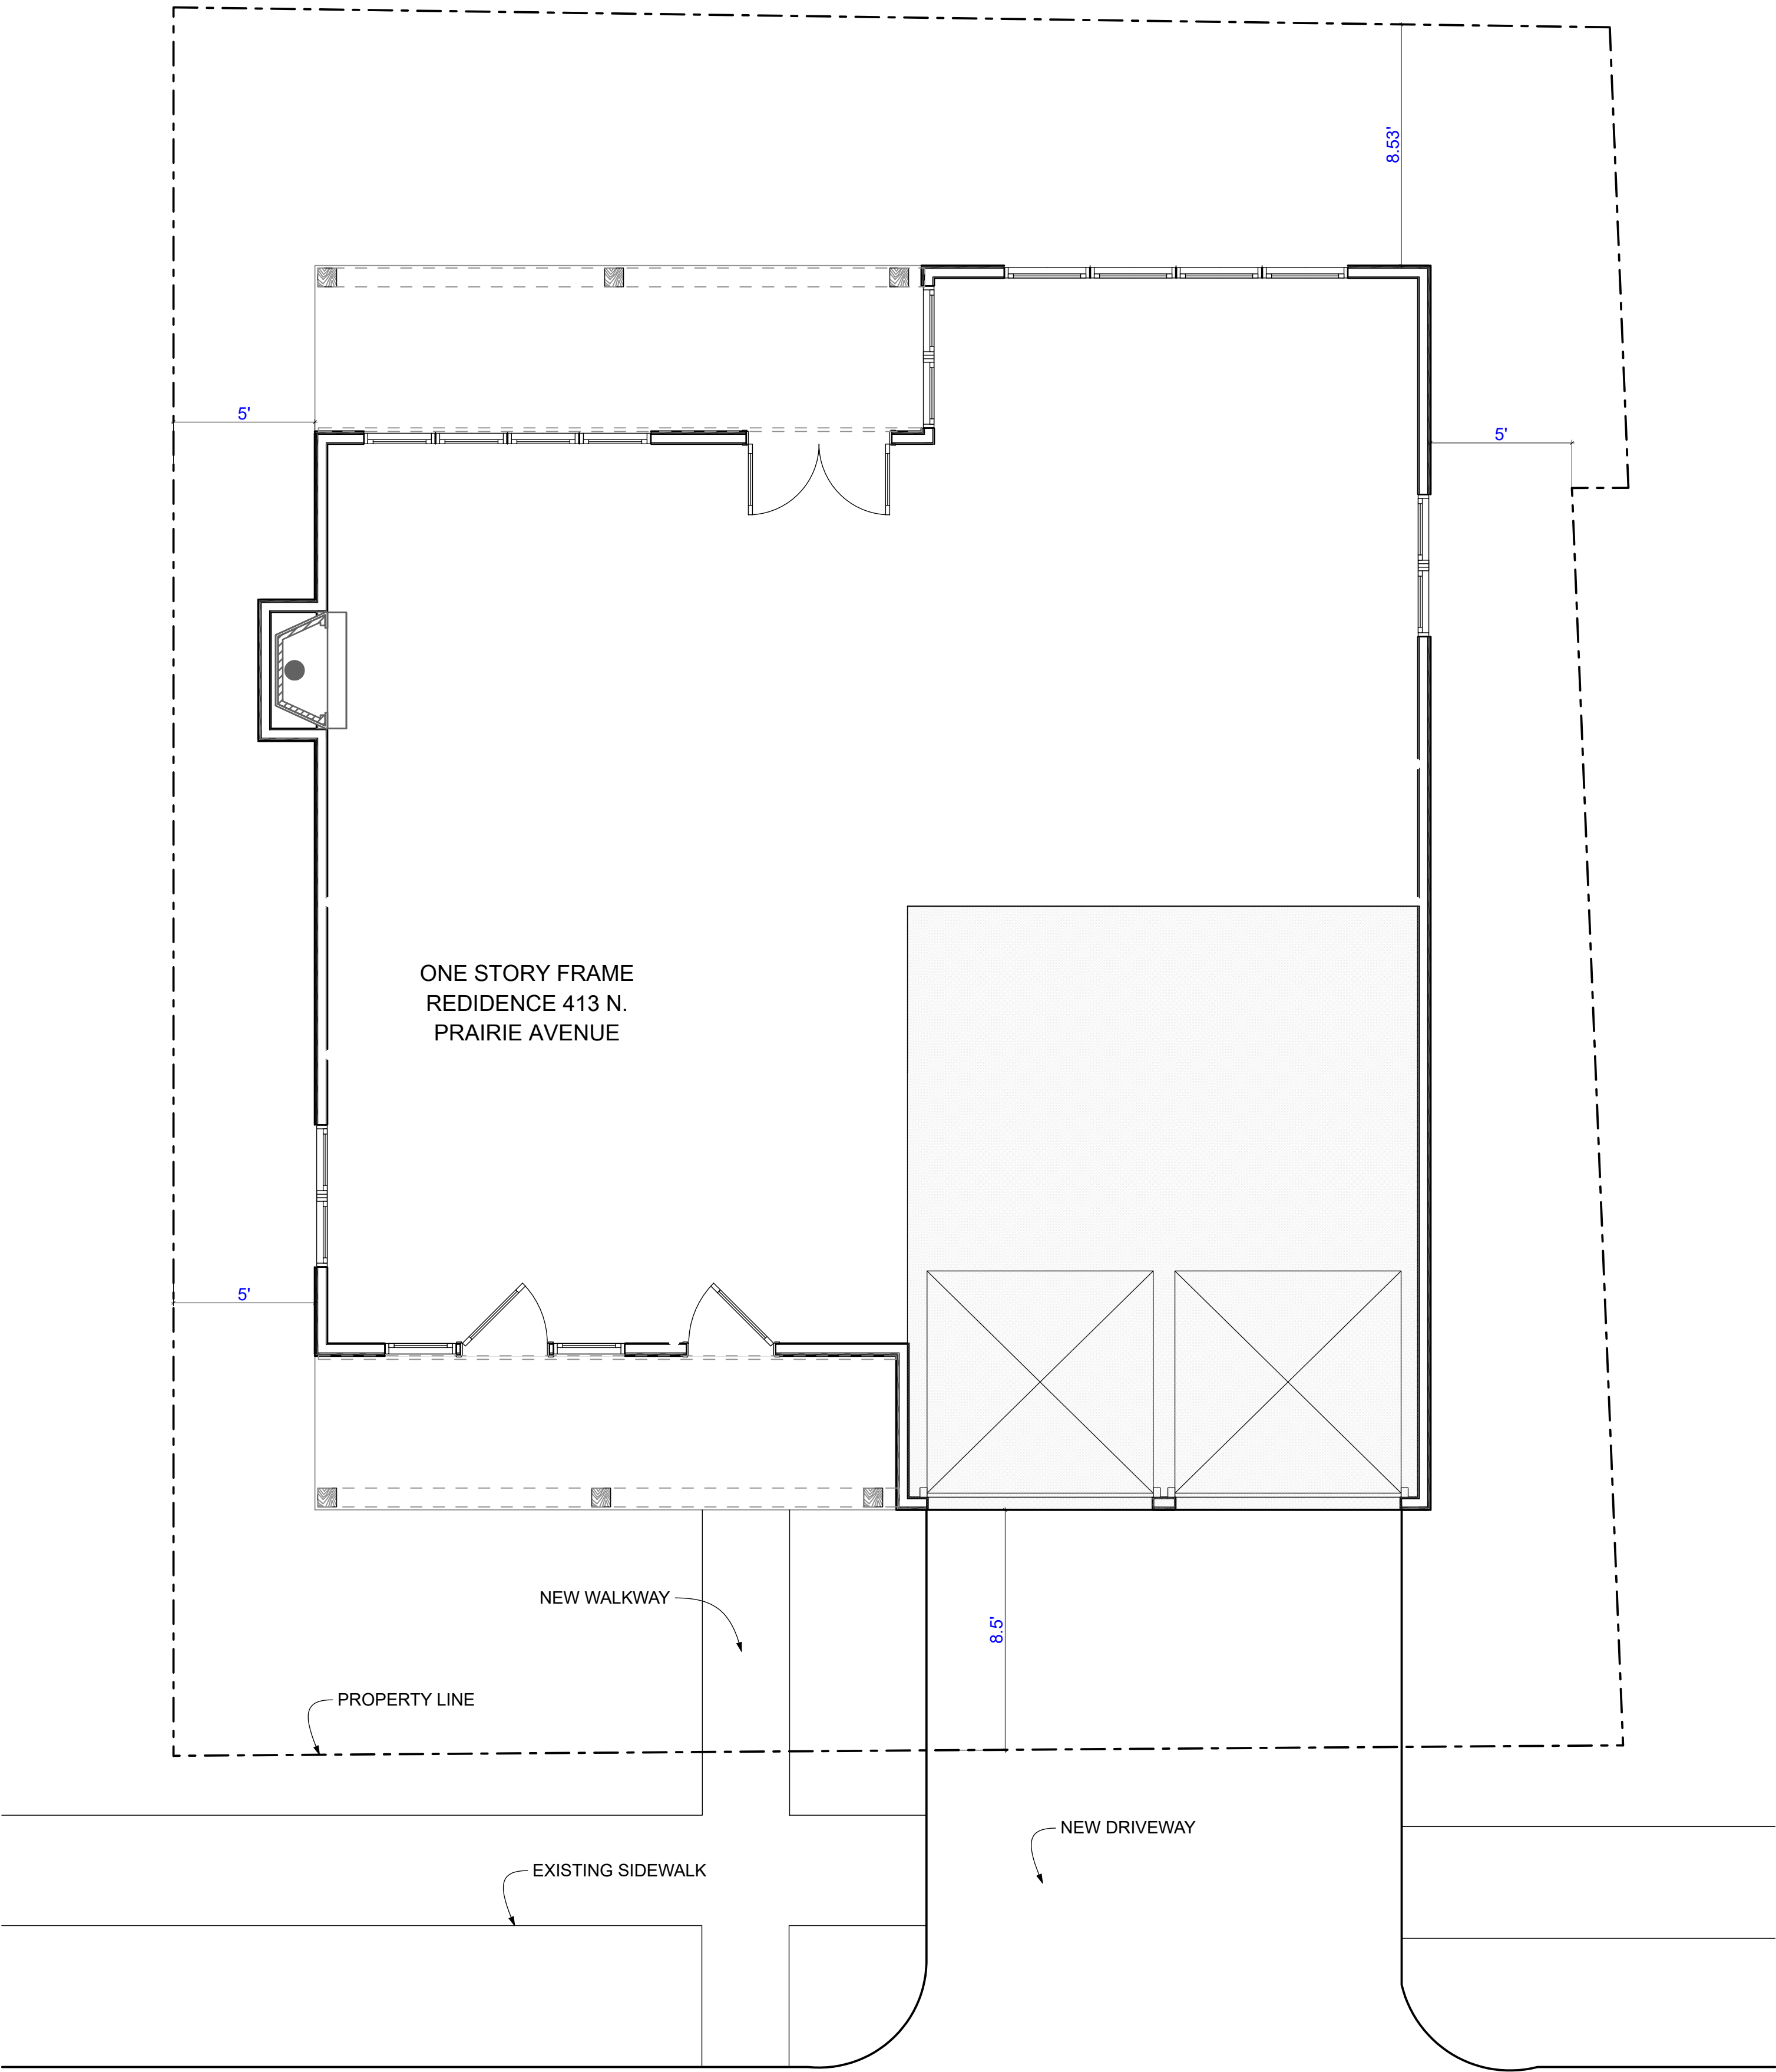 8.53'
5'
5'
ONE STORY FRAME
REDIDENCE 413 N.
PRAIRIE AVENUE
5'
NEW WALKWAY
8.5'
PROPERTY LINE
NEW DRIVEWAY
EXISTING SIDEWALK